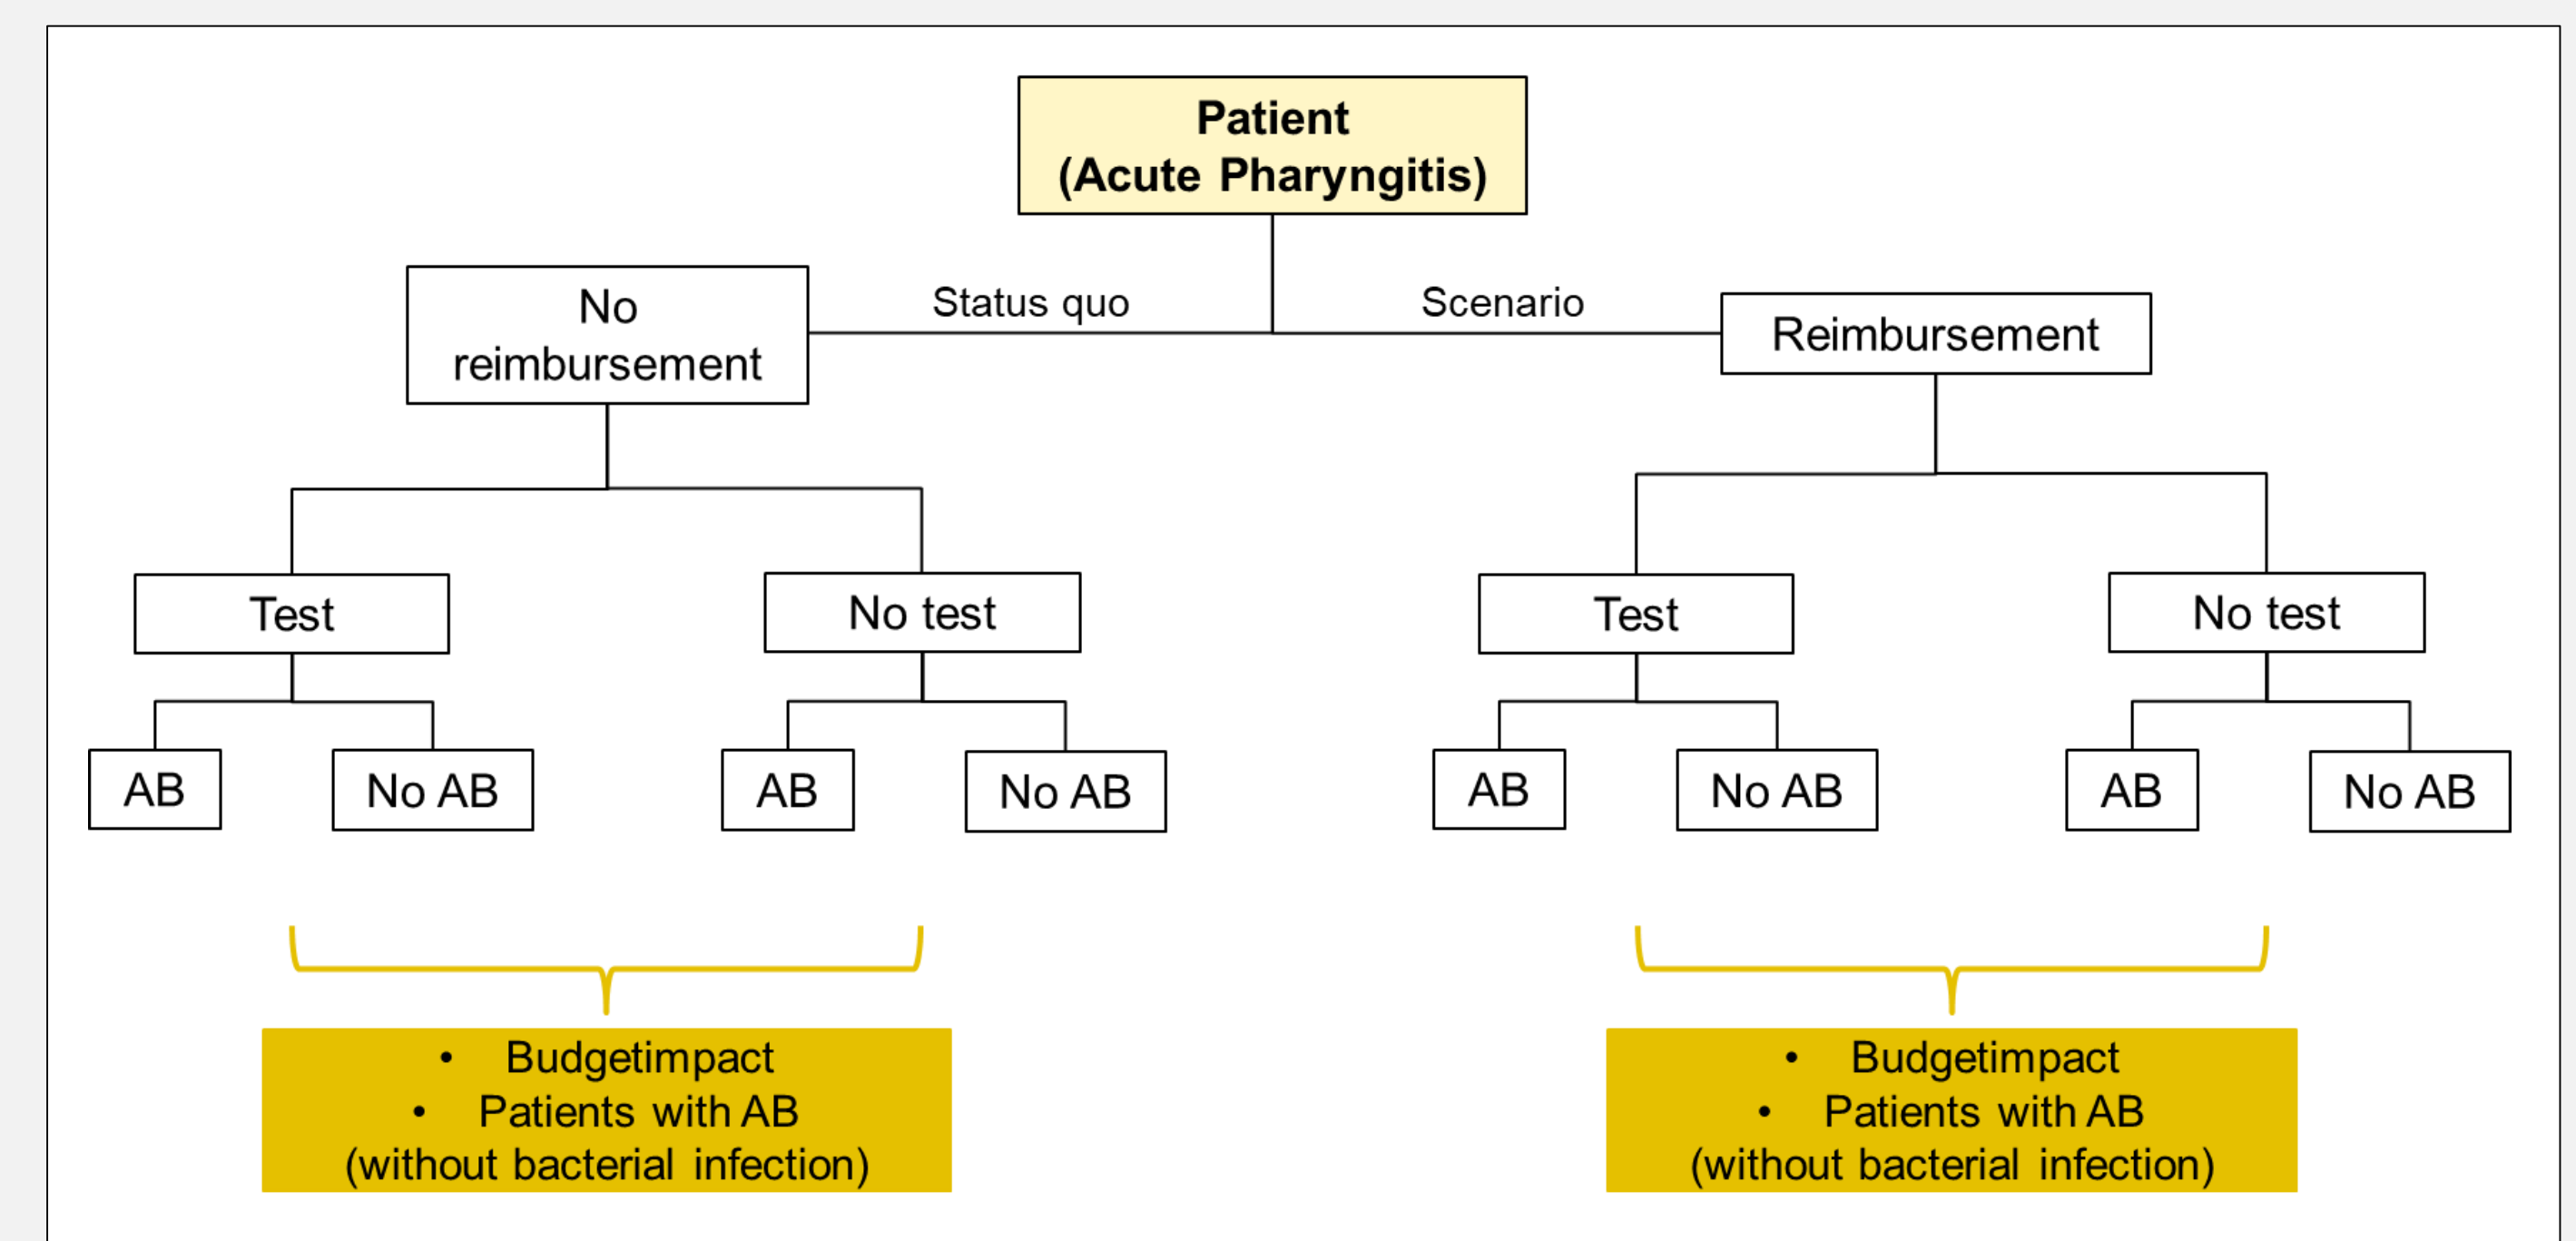 Patient
(Acute Pharyngitis)
No
reimbursement
Status quo
Scenario
Reimbursement
Test
No test
Test
No test
AB
No AB
AB
No AB
AB
No AB
AB
No AB
• Budgetimpact
• Patients with AB
(without bacterial infection)
• Budgetimpact
• Patients with AB
(without bacterial infection)